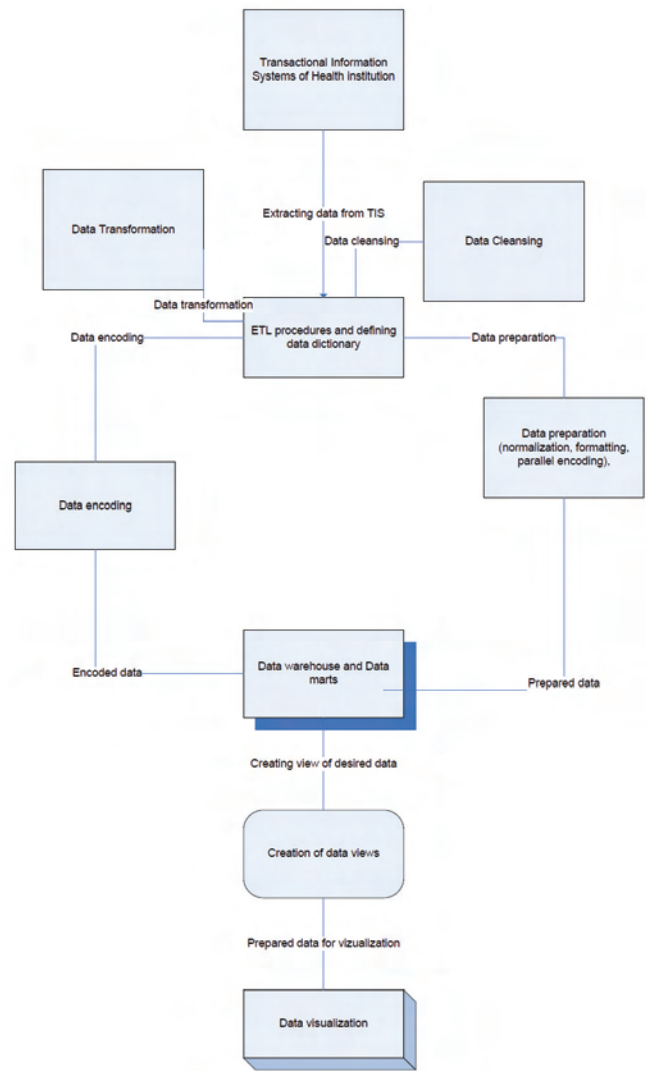 Transactional Information
Systems of Health institution
Data Transformation
Extracting data from TIS
Data cleansing
Data Cleansing
Data transformation
ETL procedures and defining
data dictionary
Data encoding
Data preparation
Data preparation
(normalization, formatting,
parallel encoding),
Data encoding
Encoded data
Data warehouse and Data
marts
Prepared data
Creating view of desired data
Creation of data views
Prepared data for vizualization
Data visualization